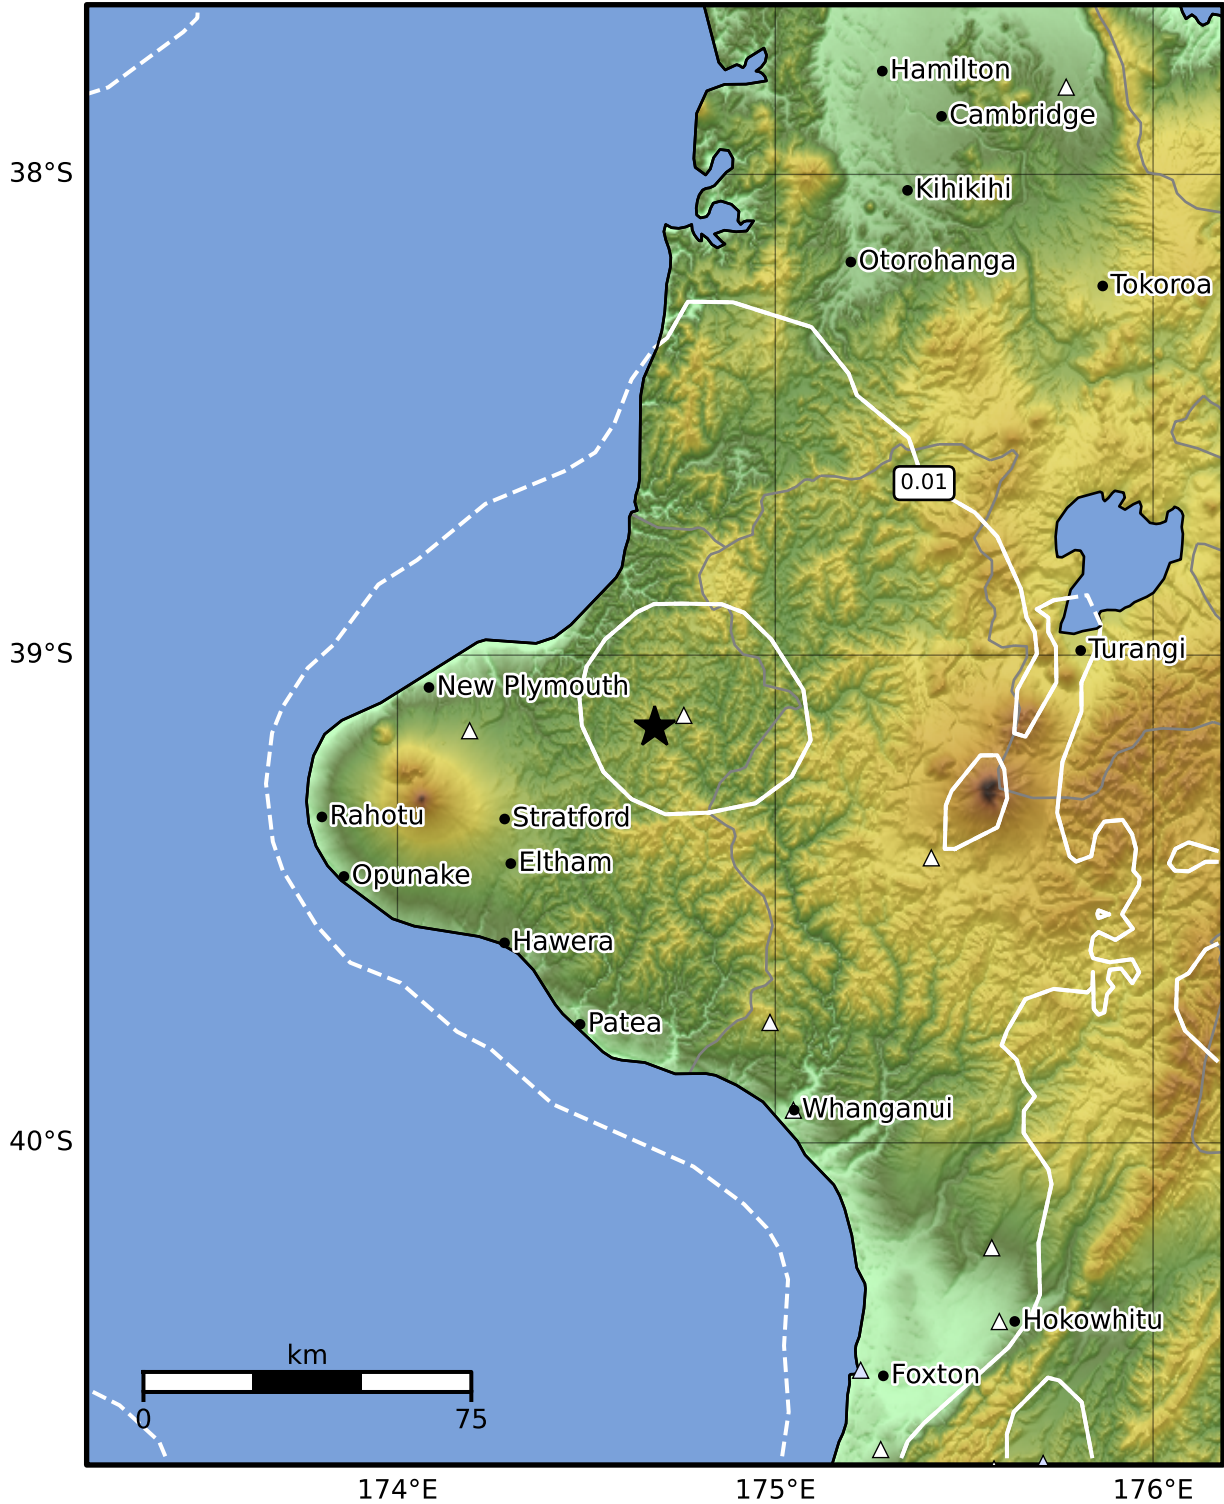 Hamilton
Cambridge
38°S
Kihikihi
Otorohanga
Tokoroa
0.01
39°S
Turangi
New Plymouth
Rahotu
Stratford
Eltham
Opunake
Hawera
Patea
Whanganui
40°S
Hokowhitu
km
Foxton
0 75
174°E 175°E 176°E